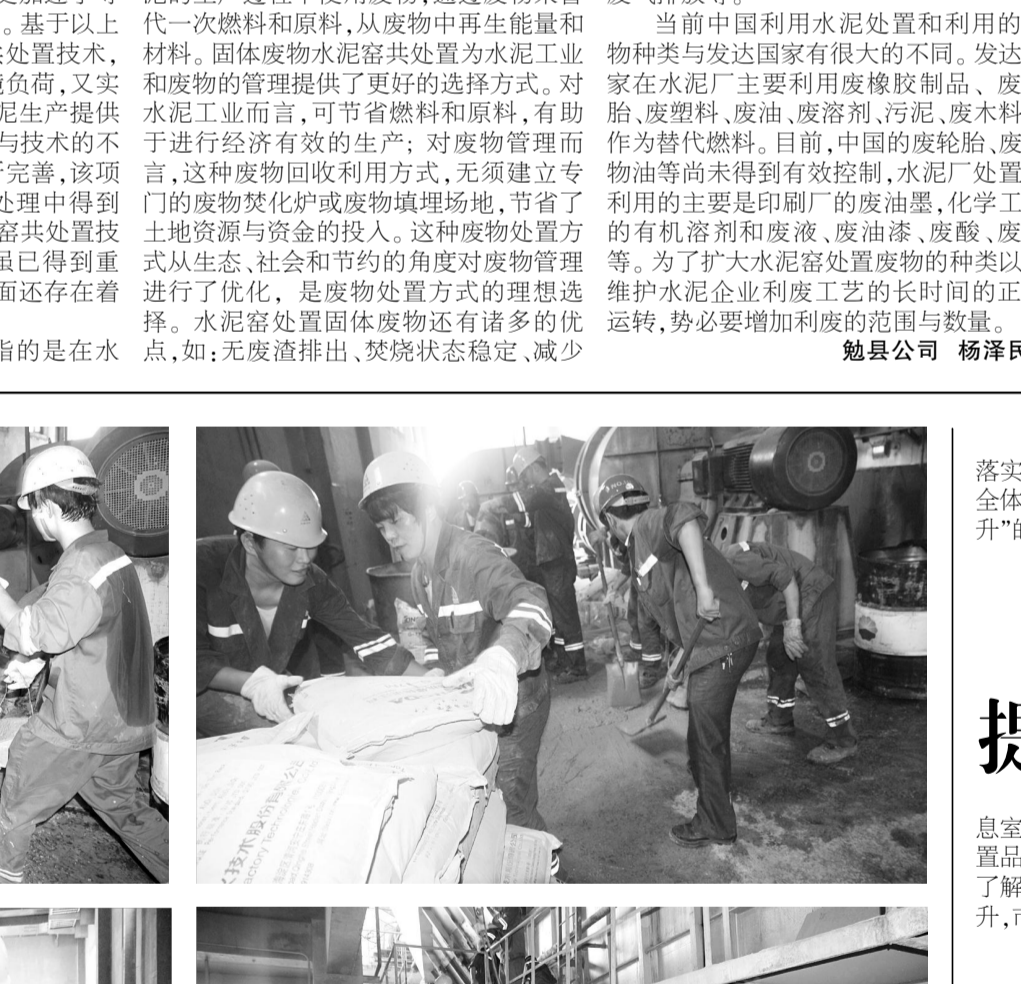 。基于以上
处置技术，
负荷，又实
泥生产提供
与技术的不
完善，该项
处理中得到
窑共处置技
虽已得到重
面还存在着
指的是在水
代一次燃料和原料，从废物中再生能量和
材料。固体废物水泥窑共处置为水泥工业
和废物的管理提供了更好的选择方式。对
水泥工业而言，可节省燃料和原料，有助
于进行经济有效的生产；对废物管理而
言，这种废物回收利用方式，无须建立专
门的废物焚化炉或废物填埋场地，节省了
土地资源与资金的投入。这种废物处置方
式从生态、社会和节约的角度对废物管理
进行了优化，是废物处置方式的理想选
择。水泥窑处置固体废物还有诸多的优
点，如：无废渣排出、焚烧状态稳定、减少
当前中国利用水泥处置和利用的
物种类与发达国家有很大的不同。发达
家在水泥厂主要利用废橡胶制品、废
胎、废塑料、废油、废溶剂、污泥、废木料
作为替代燃料。目前，中国的废轮胎、废
物油等尚未得到有效控制，水泥厂处置
利用的主要是印刷厂的废油墨，化学工
的有机溶剂和废液、废油漆、废酸、废
等。为了扩大水泥窑处置废物的种类以
维护水泥企业利废工艺的长时间的正
运转，势必要增加利废的范围与数量。
勉县公司 杨泽民
技术股份有限公司
actory Technolo
落实
全体
升”的
提
息室
置品
了解
升，